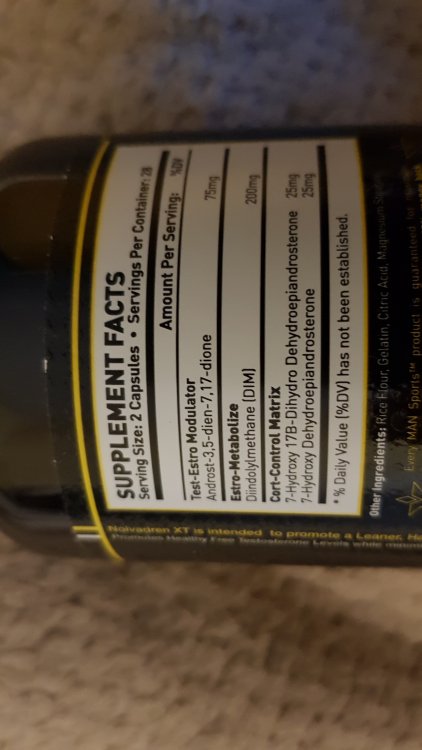 SUPPLEMENT FACTS
Serving Size: 2 Capsules • Servings Per Container: 28
Amount Per Serving: %DV
Test-Estro Modulator
Androst-3,5-dien-7,17-dione 75mg
Estro-Metabolize
Diindolylmethane (DIM) 200mg
Cort-Control Matrix
7-Hydroxy 17B-Dihydro Dehydroepiandrosterone 25mg
7-Hydroxy Dehydroepiandrosterone 25mg
* % Daily Value (%DV) has not been established.
Other Ingredients: Rice Flour, Gelatin, Citric Acid, Magnesium
Every MAN Sports™ product is guaranteed for
Nolvadren XT is intended to promote a Leaner,
Promotes Healthy Free Testosterone Levels while